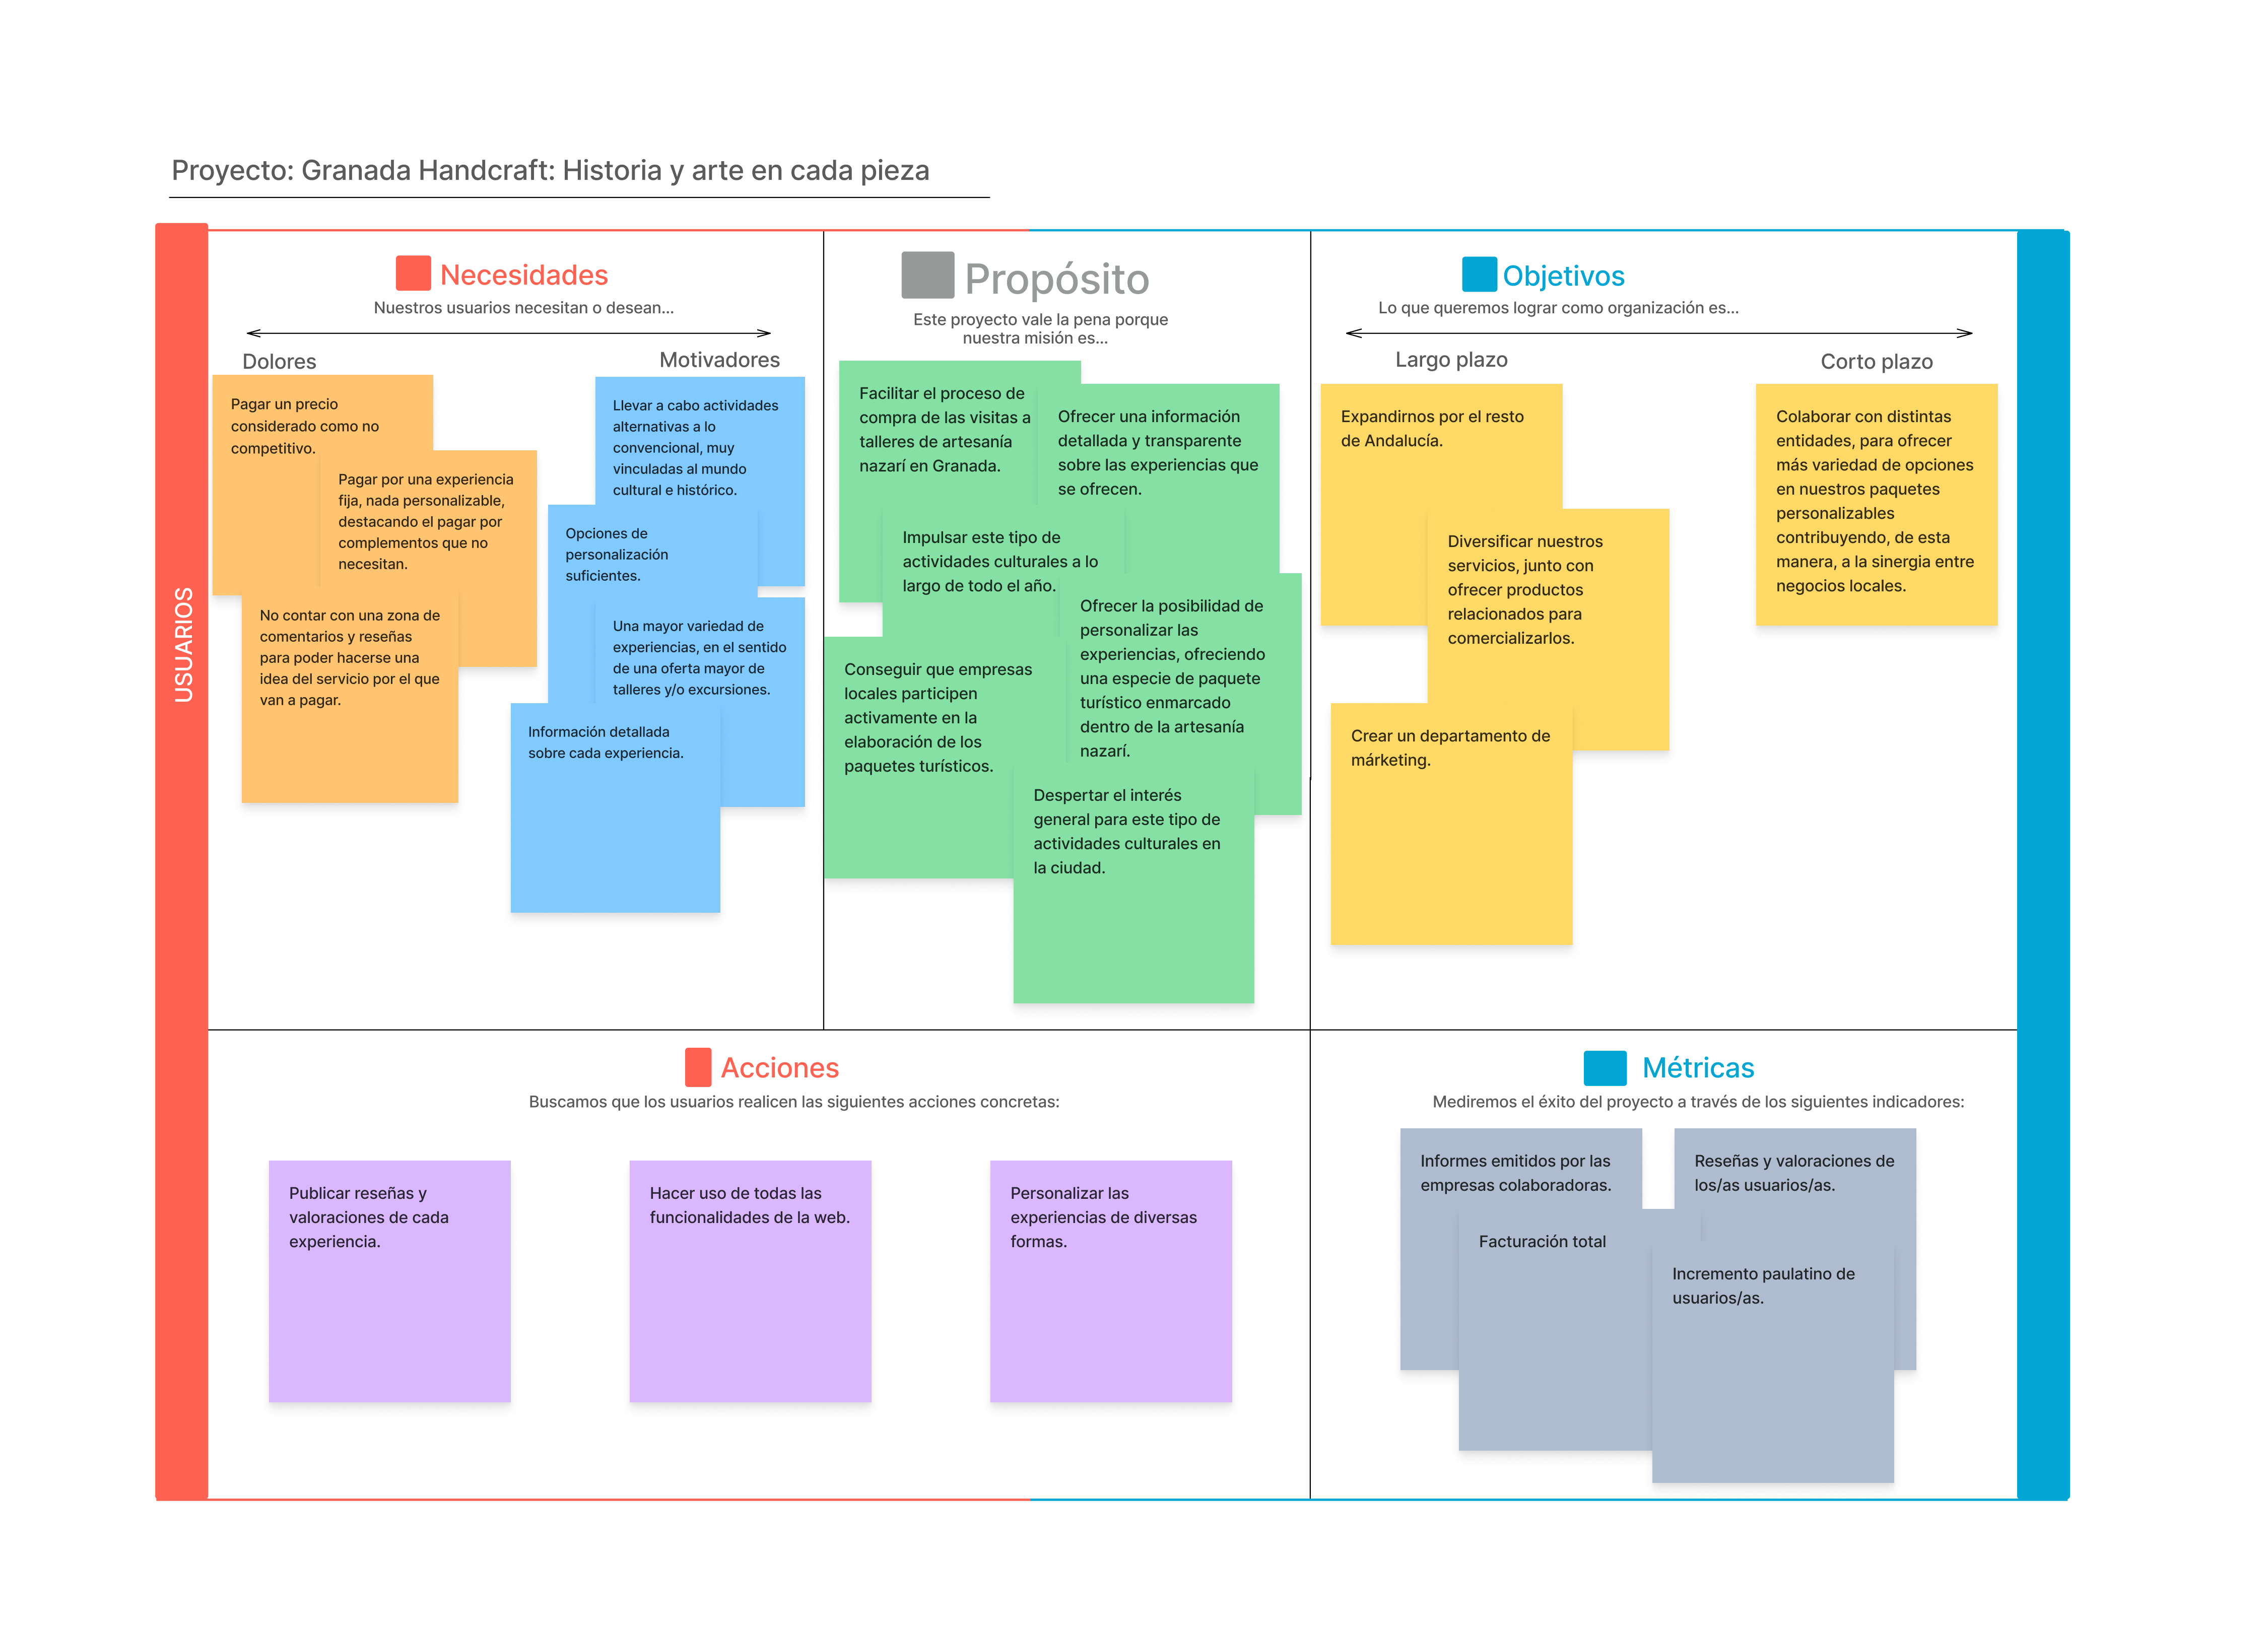 Proyecto: Granada Handcraft: Historia y arte en cada pieza
USUARIOS
Necesidades
Nuestros usuarios necesitan o desean...
Dolores
Motivadores
Pagar un precio
considerado como no
competitivo.
Pagar por una experiencia
fija, nada personalizable,
destacando el pagar por
complementos que no
necesitan.
No contar con una zona de
comentarios y reseñas
para poder hacerse una
idea del servicio por el que
van a pagar.
Llevar a cabo actividades
alternativas a lo
convencional, muy
vinculadas al mundo
cultural e histórico.
Opciones de
personalización
suficientes.
Una mayor variedad de
experiencias, en el sentido
de una oferta mayor de
talleres y/o excursiones.
Información detallada
sobre cada experiencia.
Propósito
Este proyecto vale la pena porque
nuestra misión es...
Facilitar el proceso de
compra de las visitas a
talleres de artesanía
nazarí en Granada.
Ofrecer una información
detallada y transparente
sobre las experiencias que
se ofrecen.
Impulsar este tipo de
actividades culturales a lo
largo de todo el año.
Ofrecer la posibilidad de
personalizar las
experiencias, ofreciendo
una especie de paquete
turístico enmarcado
dentro de la artesanía
nazarí.
Conseguir que empresas
locales participen
activamente en la
elaboración de los
paquetes turísticos.
Despertar el interés
general para este tipo de
actividades culturales en
la ciudad.
Objetivos
Lo que queremos lograr como organización es...
Largo plazo
Corto plazo
Expandirnos por el resto
de Andalucía.
Diversificar nuestros
servicios, junto con
ofrecer productos
relacionados para
comercializarlos.
Crear un departamento de
márketing.
Colaborar con distintas
entidades, para ofrecer
más variedad de opciones
en nuestros paquetes
personalizables
contribuyendo, de esta
manera, a la sinergia entre
negocios locales.
Acciones
Buscamos que los usuarios realicen las siguientes acciones concretas:
Publicar reseñas y
valoraciones de cada
experiencia.
Hacer uso de todas las
funcionalidades de la web.
Personalizar las
experiencias de diversas
formas.
Métricas
Mediremos el éxito del proyecto a través de los siguientes indicadores:
Informes emitidos por las
empresas colaboradoras.
Reseñas y valoraciones de
los/as usuarios/as.
Facturación total
Incremento paulatino de
usuarios/as.